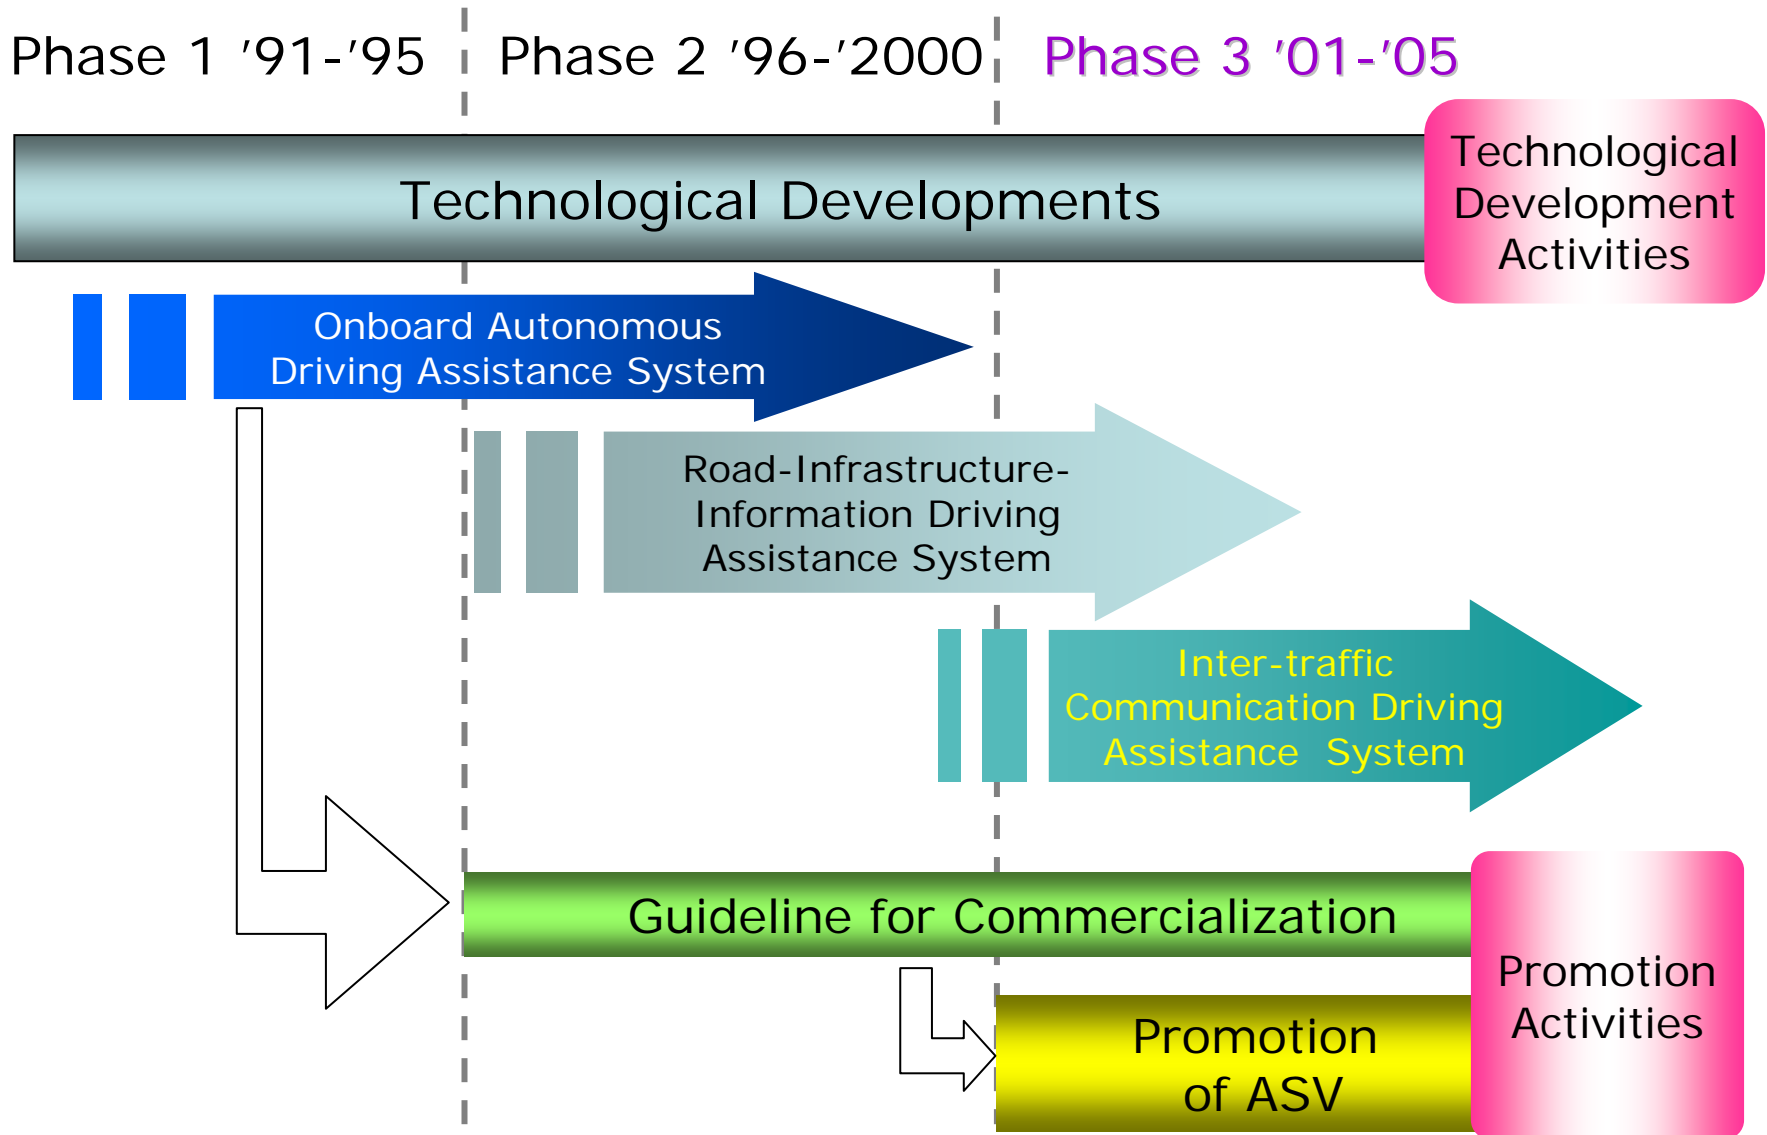 Phase 1 '91-'95
Phase 2 '96-'2000
Phase 3 '01-'05
Technological Developments
Technological
Development
Activities
Onboard Autonomous
Driving Assistance System
Road-Infrastructure-
Information Driving
Assistance System
Inter-traffic
Communication Driving
Assistance System
Guideline for Commercialization
Promotion
of ASV
Promotion
Activities